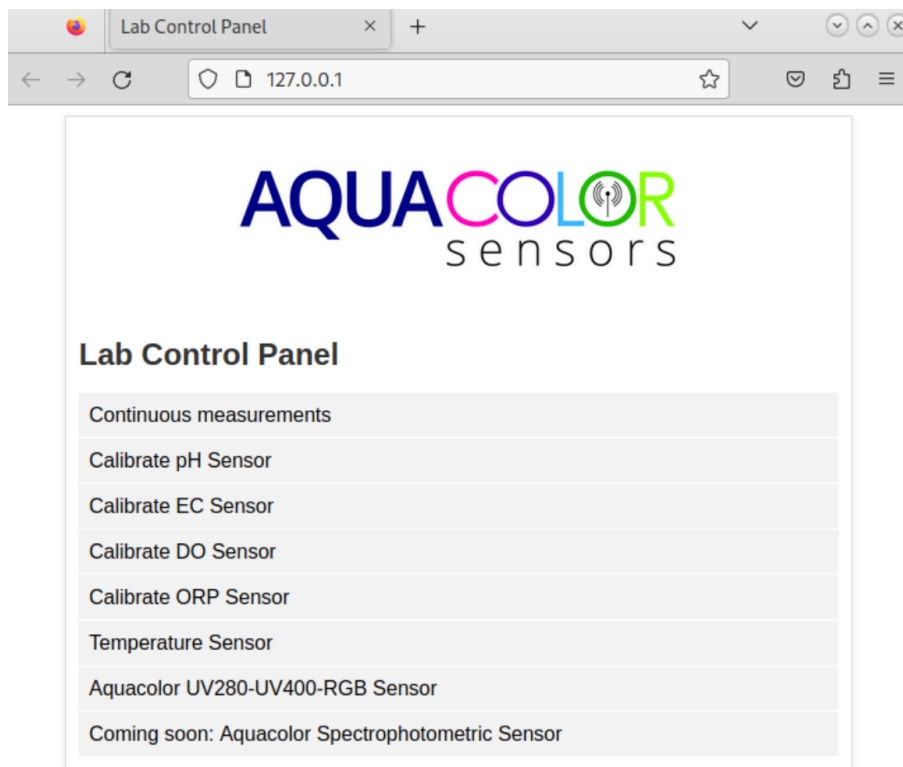 Lab Control Panel
127.0.0.1
AQUACOLOR
sensors
Lab Control Panel
Continuous measurements
Calibrate pH Sensor
Calibrate EC Sensor
Calibrate DO Sensor
Calibrate ORP Sensor
Temperature Sensor
Aquacolor UV280-UV400-RGB Sensor
Coming soon: Aquacolor Spectrophotometric Sensor